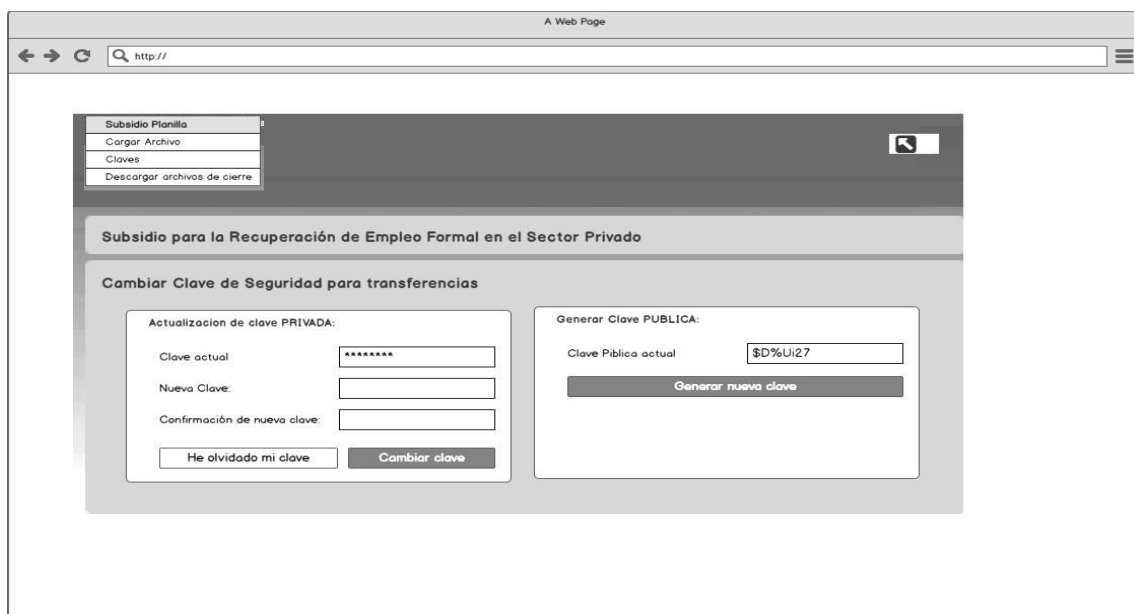 A Web Page
http://
Subsidio Planilla
Cargar Archivo
Claves
Descargar archivos de cierre
Subsidio para la Recuperación de Empleo Formal en el Sector Privado
Cambiar Clave de Seguridad para transferencias
Actualizacion de clave PRIVADA:
Clave actual
********
Nueva Clave:
Confirmación de nueva clave:
He olvidado mi clave
Cambiar clave
Generar Clave PUBLICA:
Clave Piblica actual
$D%Ui27
Generar nueva clave